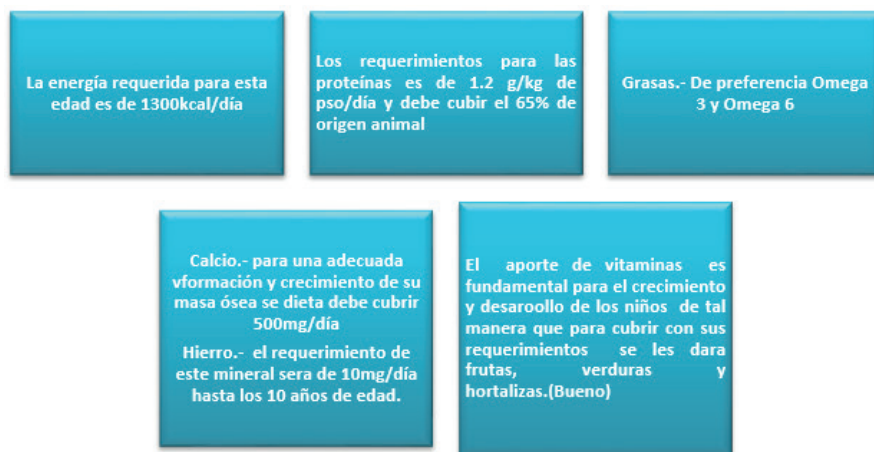 La energía requerida para esta
edad es de 1300kcal/día
Los requerimientos para las
proteínas es de 1.2 g/kg de
pso/día y debe cubir el 65% de
origen animal
Grasas.- De preferencia Omega
3 y Omega 6
Calcio.- para una adecuada
vformación y crecimiento de su
masa ósea se dieta debe cubrir
500mg/día
Hierro.- el requerimiento de
este mineral sera de 10mg/día
hasta los 10 años de edad.
El aporte de vitaminas es
fundamental para el crecimiento
y desaroollo de los niños de tal
manera que para cubrir con sus
requerimientos se les dara
frutas, verduras y
hortalizas.(Bueno)